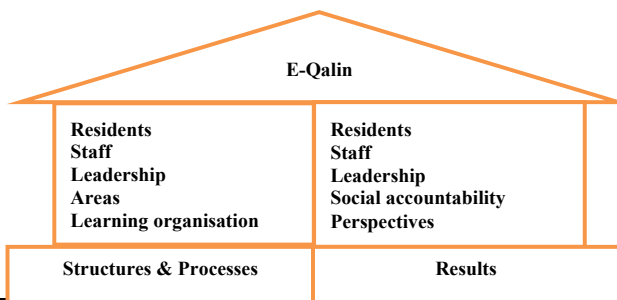 E-Qalin
Residents
Staff
Leadership
Areas
Learning organisation
Residents
Staff
Leadership
Social accountability
Perspectives
Structures & Processes
Results